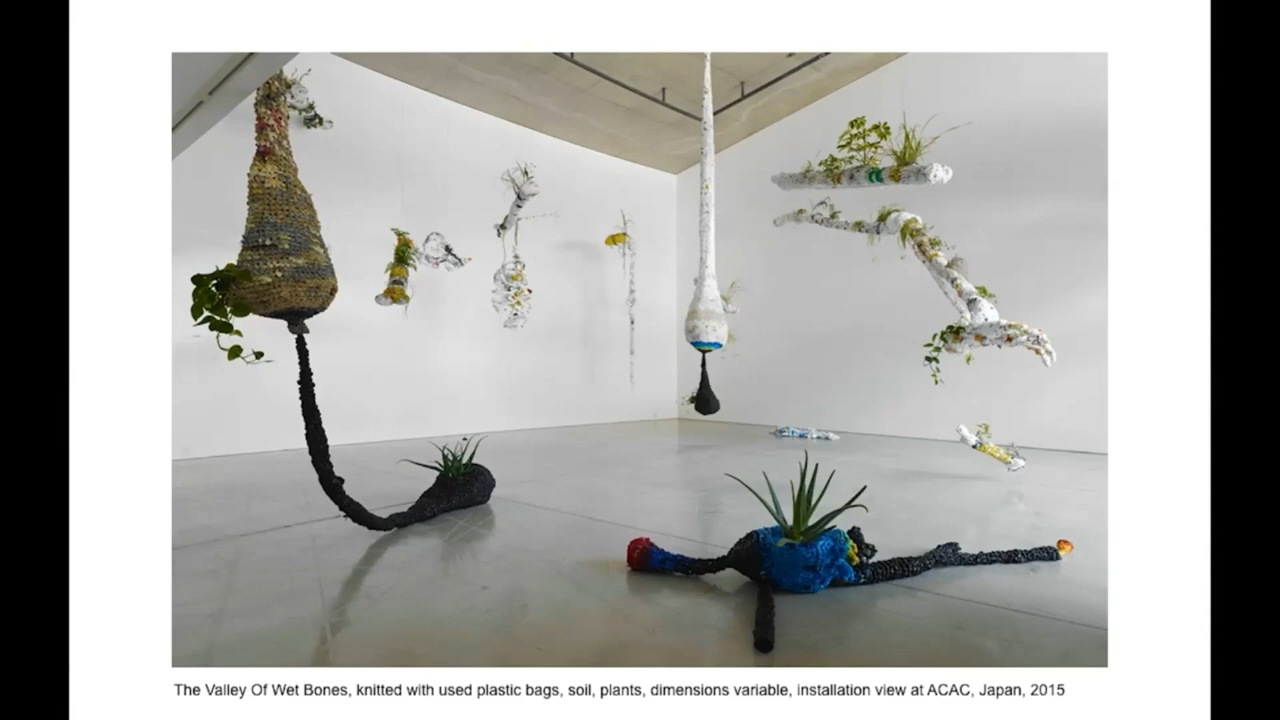 The Valley Of Wet Bones, knitted with used plastic bags, soil, plants, dimensions variable, installation view at ACAC, Japan, 2015